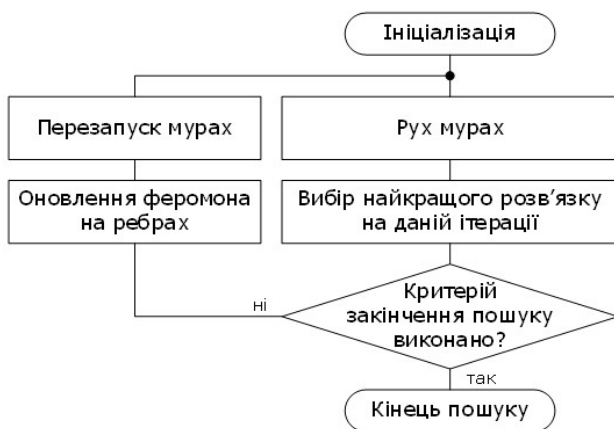 Ініціалізація
Перезапуск мурах
Рух мурах
Оновлення феромона
на ребрах
Вибір найкращого розв’язку
на даній ітерації
Критерій
закінчення пошуку
виконано?
ні
так
Кінець пошуку